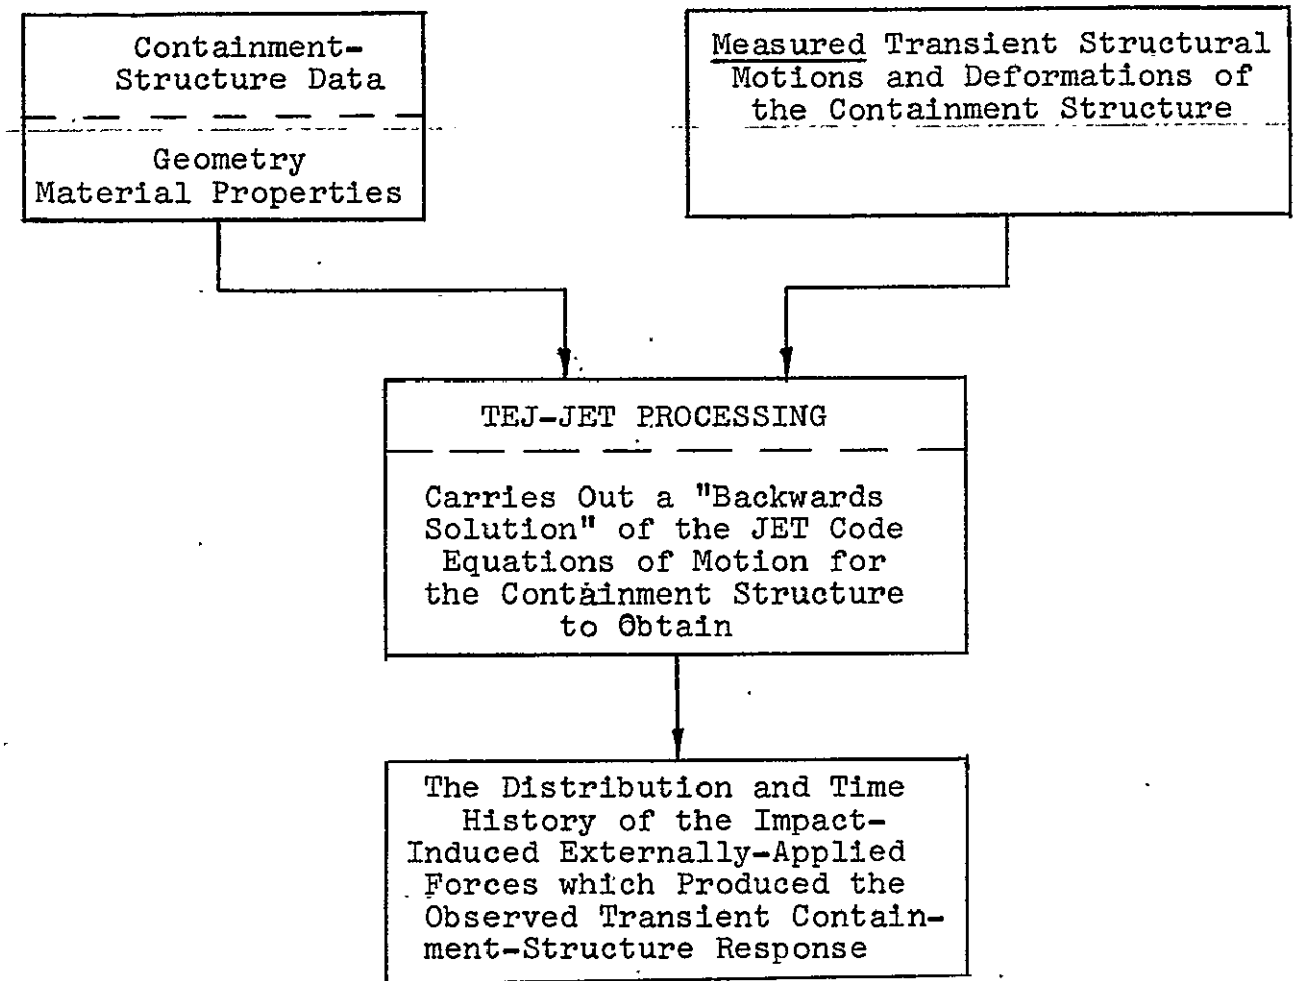 Containment-
Structure Data
Geometry
Material Properties
Measured Transient Structural
Motions and Deformations of
the Containment Structure
TEJ-JET PROCESSING
Carries Out a "Backwards
Solution" of the JET Code
Equations of Motion for
the Containment Structure
to Obtain
The Distribution and Time
History of the Impact-
Induced Externally-Applied
Forces which Produced the
Observed Transient Contain-
ment-Structure Response